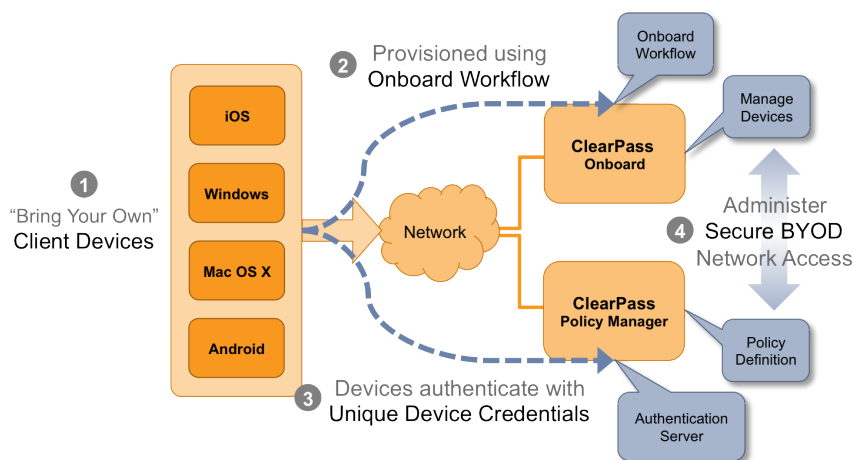 1
“Bring Your Own”
Client Devices
iOS
Windows
Mac OS X
Android
2
Provisioned using
Onboard Workflow
Network
3
Devices authenticate with
Unique Device Credentials
ClearPass
Onboard
ClearPass
Policy Manager
Onboard
Workflow
Manage
Devices
4
Administer
Secure BYOD
Network Access
Policy
Definition
Authentication
Server